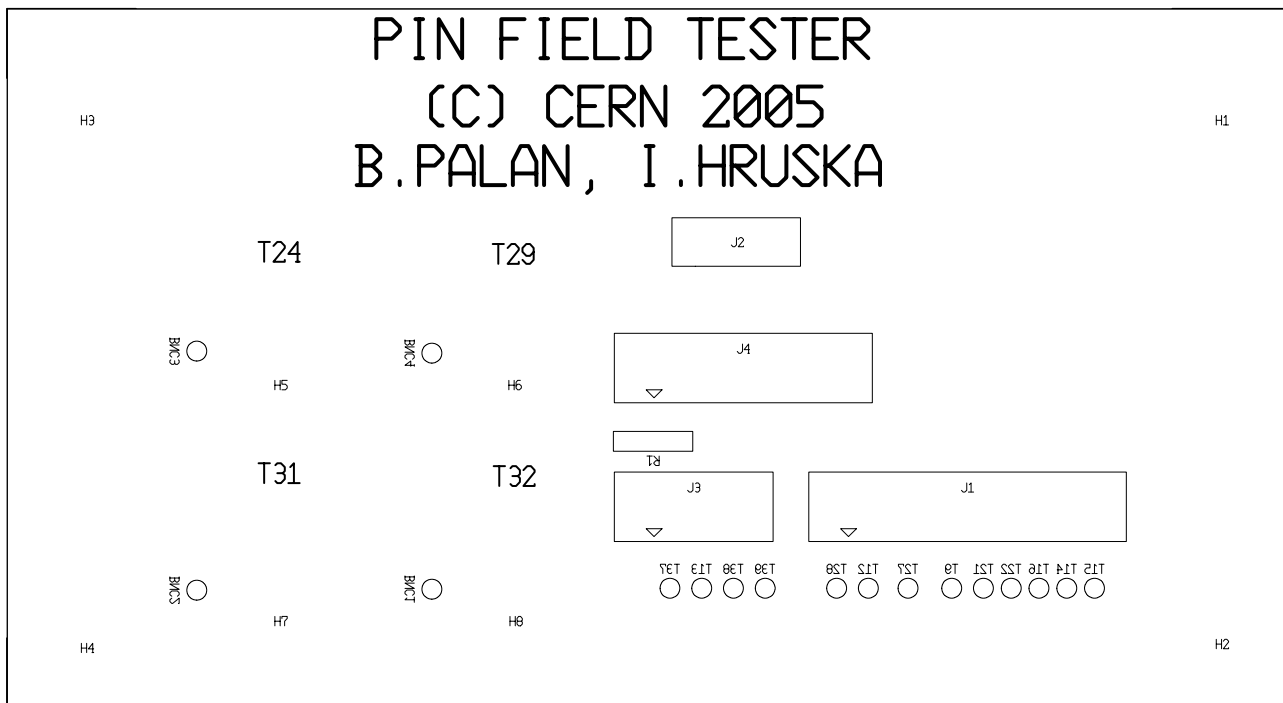 PIN FIELD TESTER
(C) CERN 2005
B.PALAN, I.HRUSKA
H3
H1
T24
T29
J2
BNC3
BNC4
J4
H5
H6
R1
T31
T32
J3
J1
T37 T13 T38 T39 T28 T12 T27 T9 T21 T22 T16 T14 T15
BNC2
BNC1
H7
H8
H4
H2